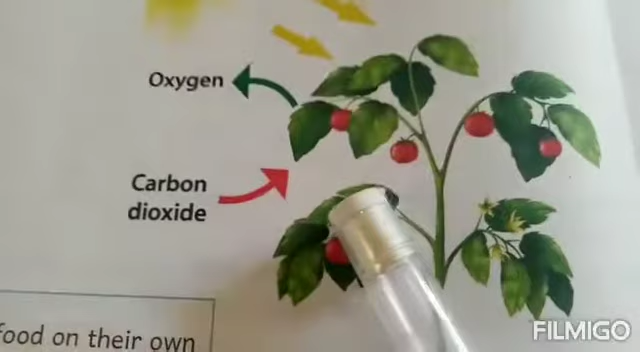 Oxygen
Carbon
dioxide
food on their own
FILMIGO